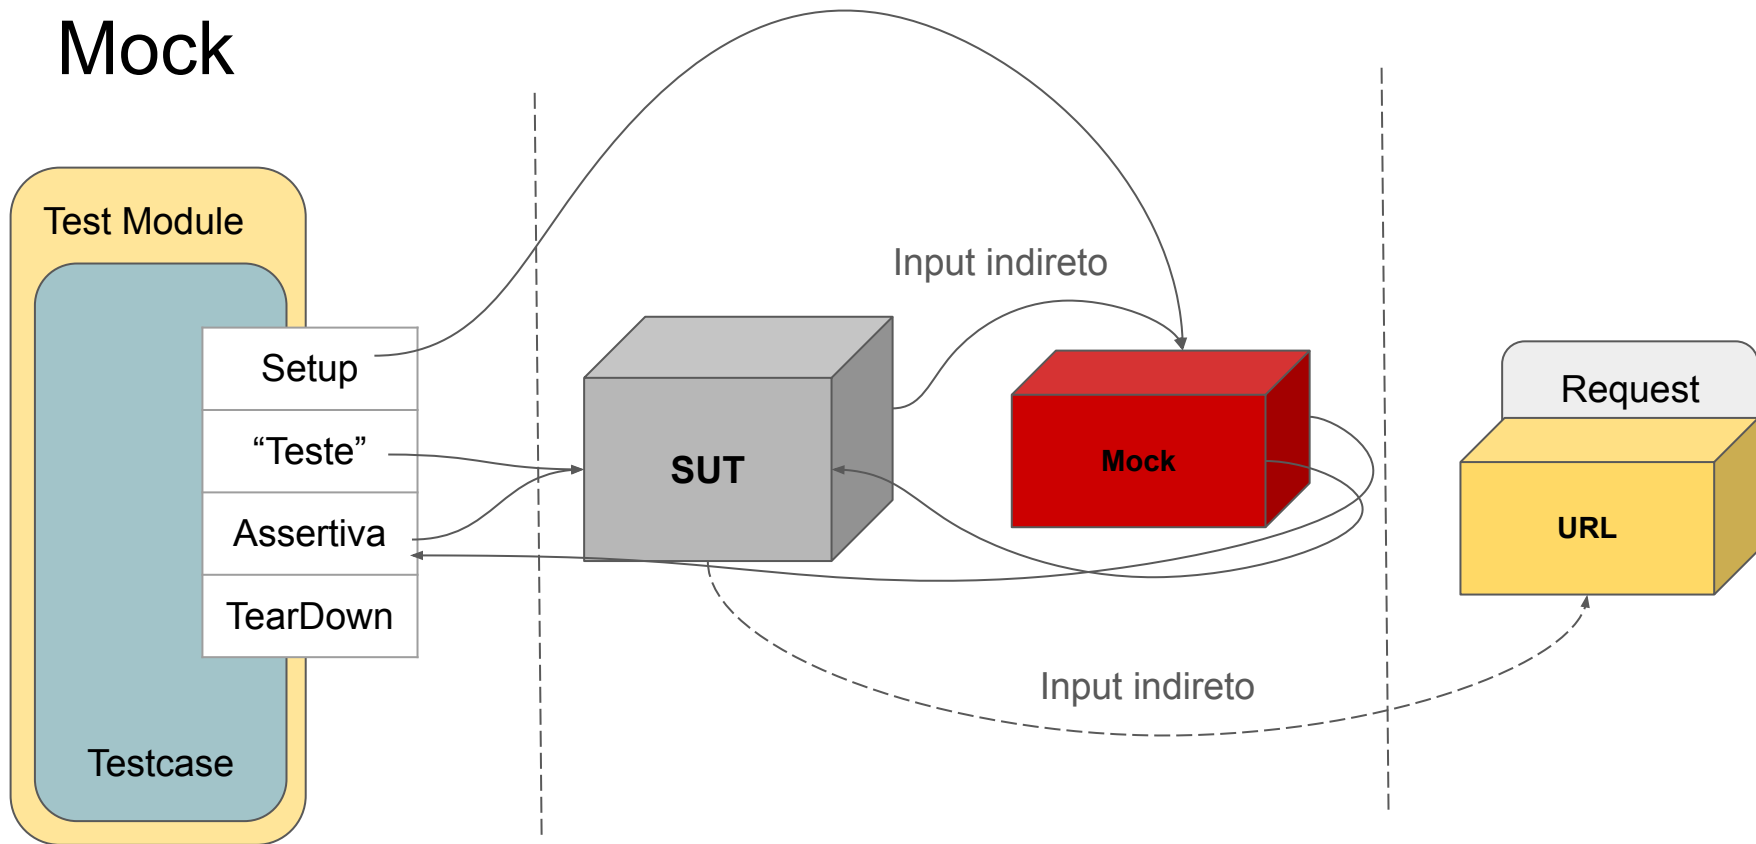 Mock
Test Module
Input indireto
Setup
Request
“Teste”
SUT
Mock
Assertiva
URL
TearDown
Input indireto
Testcase